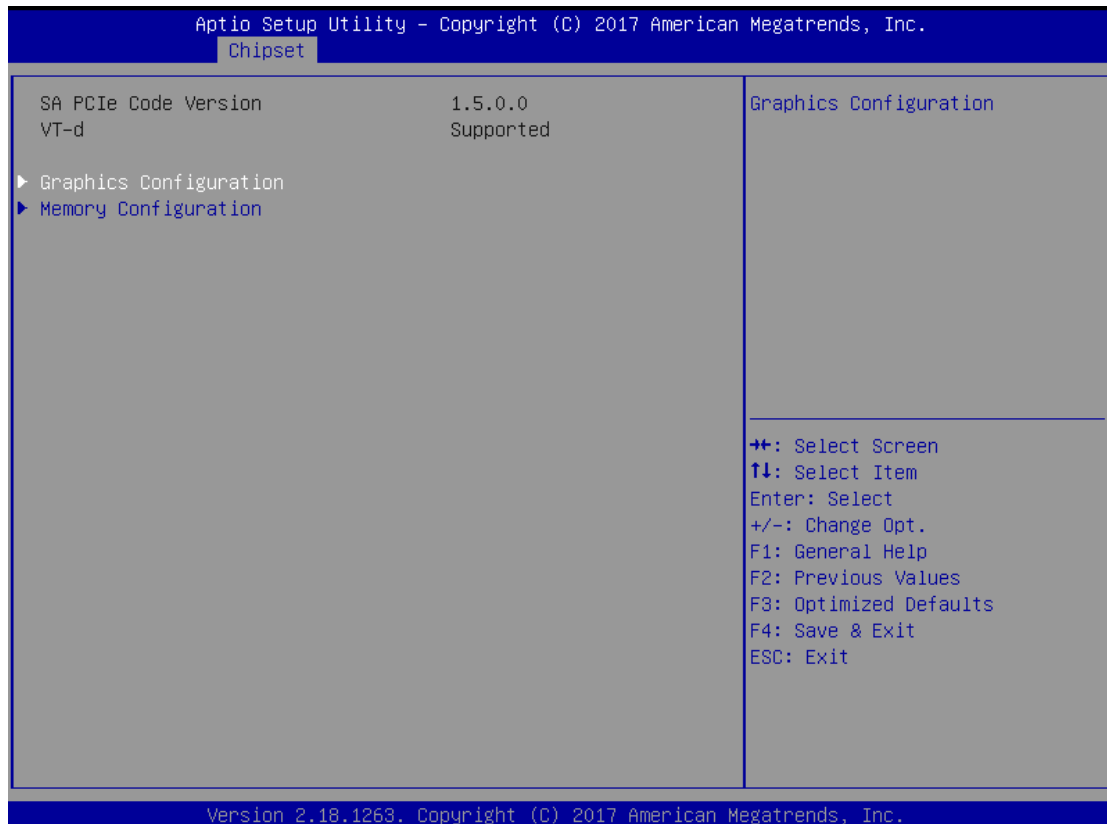 Aptio Setup Utility – Copyright (C) 2017 American Megatrends, Inc.
Chipset
SA PCIe Code Version 1.5.0.0
VT-d Supported
▶ Graphics Configuration
▶ Memory Configuration
Graphics Configuration
→←: Select Screen
↑↓: Select Item
Enter: Select
+/-: Change Opt.
F1: General Help
F2: Previous Values
F3: Optimized Defaults
F4: Save & Exit
ESC: Exit
Version 2.18.1263. Copyright (C) 2017 American Megatrends, Inc.